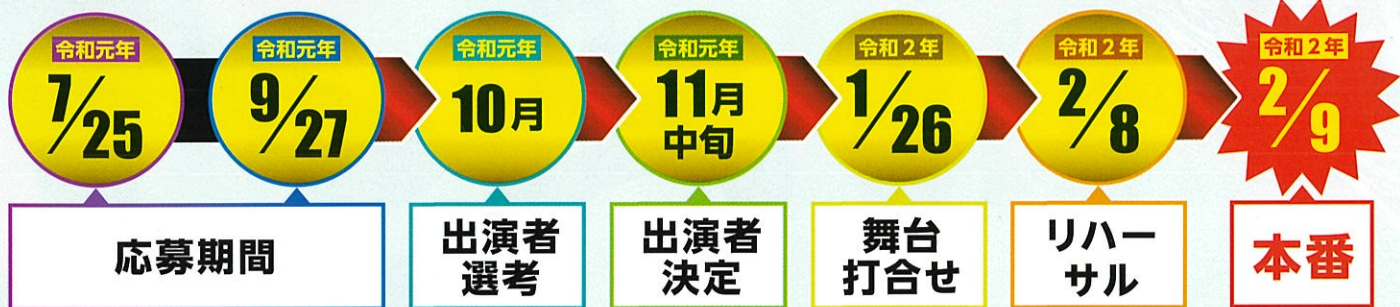 令和元年
7/25
令和元年
9/27
令和元年
10月
令和元年
11月
中旬
令和2年
1/26
令和2年
2/8
令和2年
2/9
応募期間
出演者
選考
出演者
決定
舞台
打合せ
リハー
サル
本番